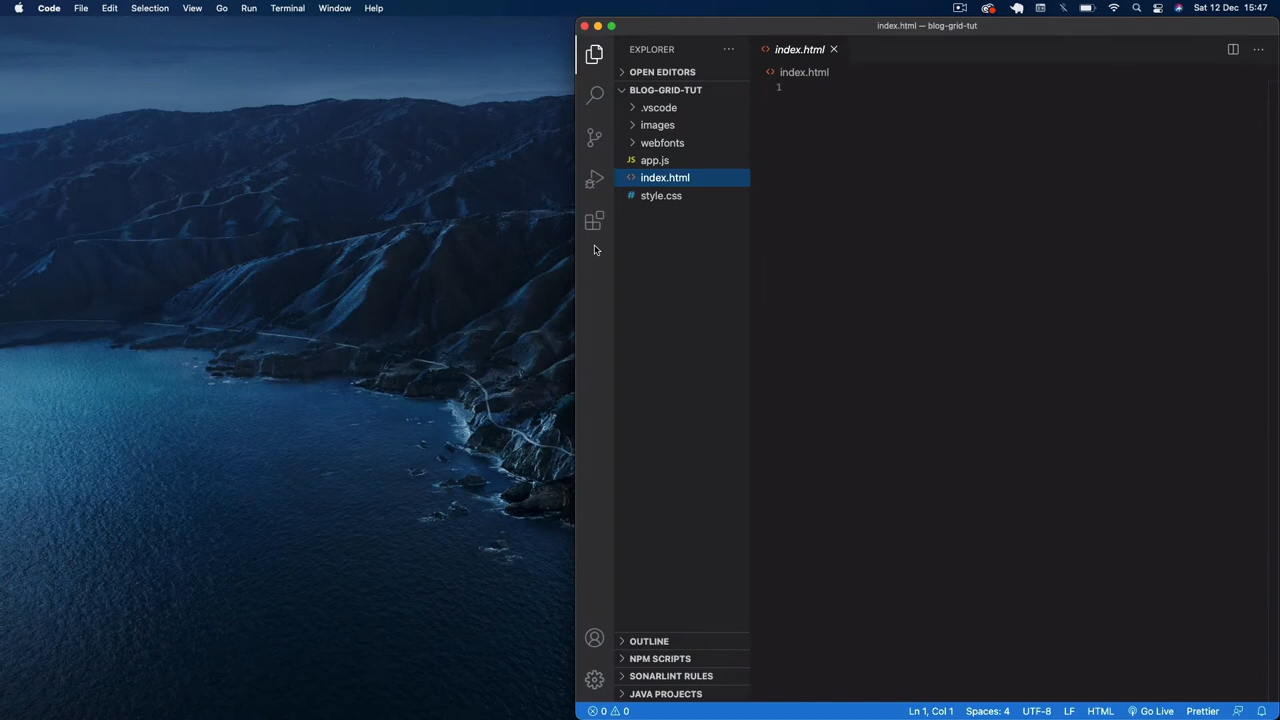 Code File Edit Selection View Go Run Terminal Window Help
Sat 12 Dec 15:47
index.html — blog-grid-tut
EXPLORER
OPEN EDITORS
BLOG-GRID-TUT
.vscode
images
webfonts
JS app.js
<> index.html
# style.css
OUTLINE
NPM SCRIPTS
SONARLINT RULES
JAVA PROJECTS
<> index.html
<> index.html
1
0 0
Ln 1, Col 1 Spaces: 4 UTF-8 LF HTML Go Live Prettier